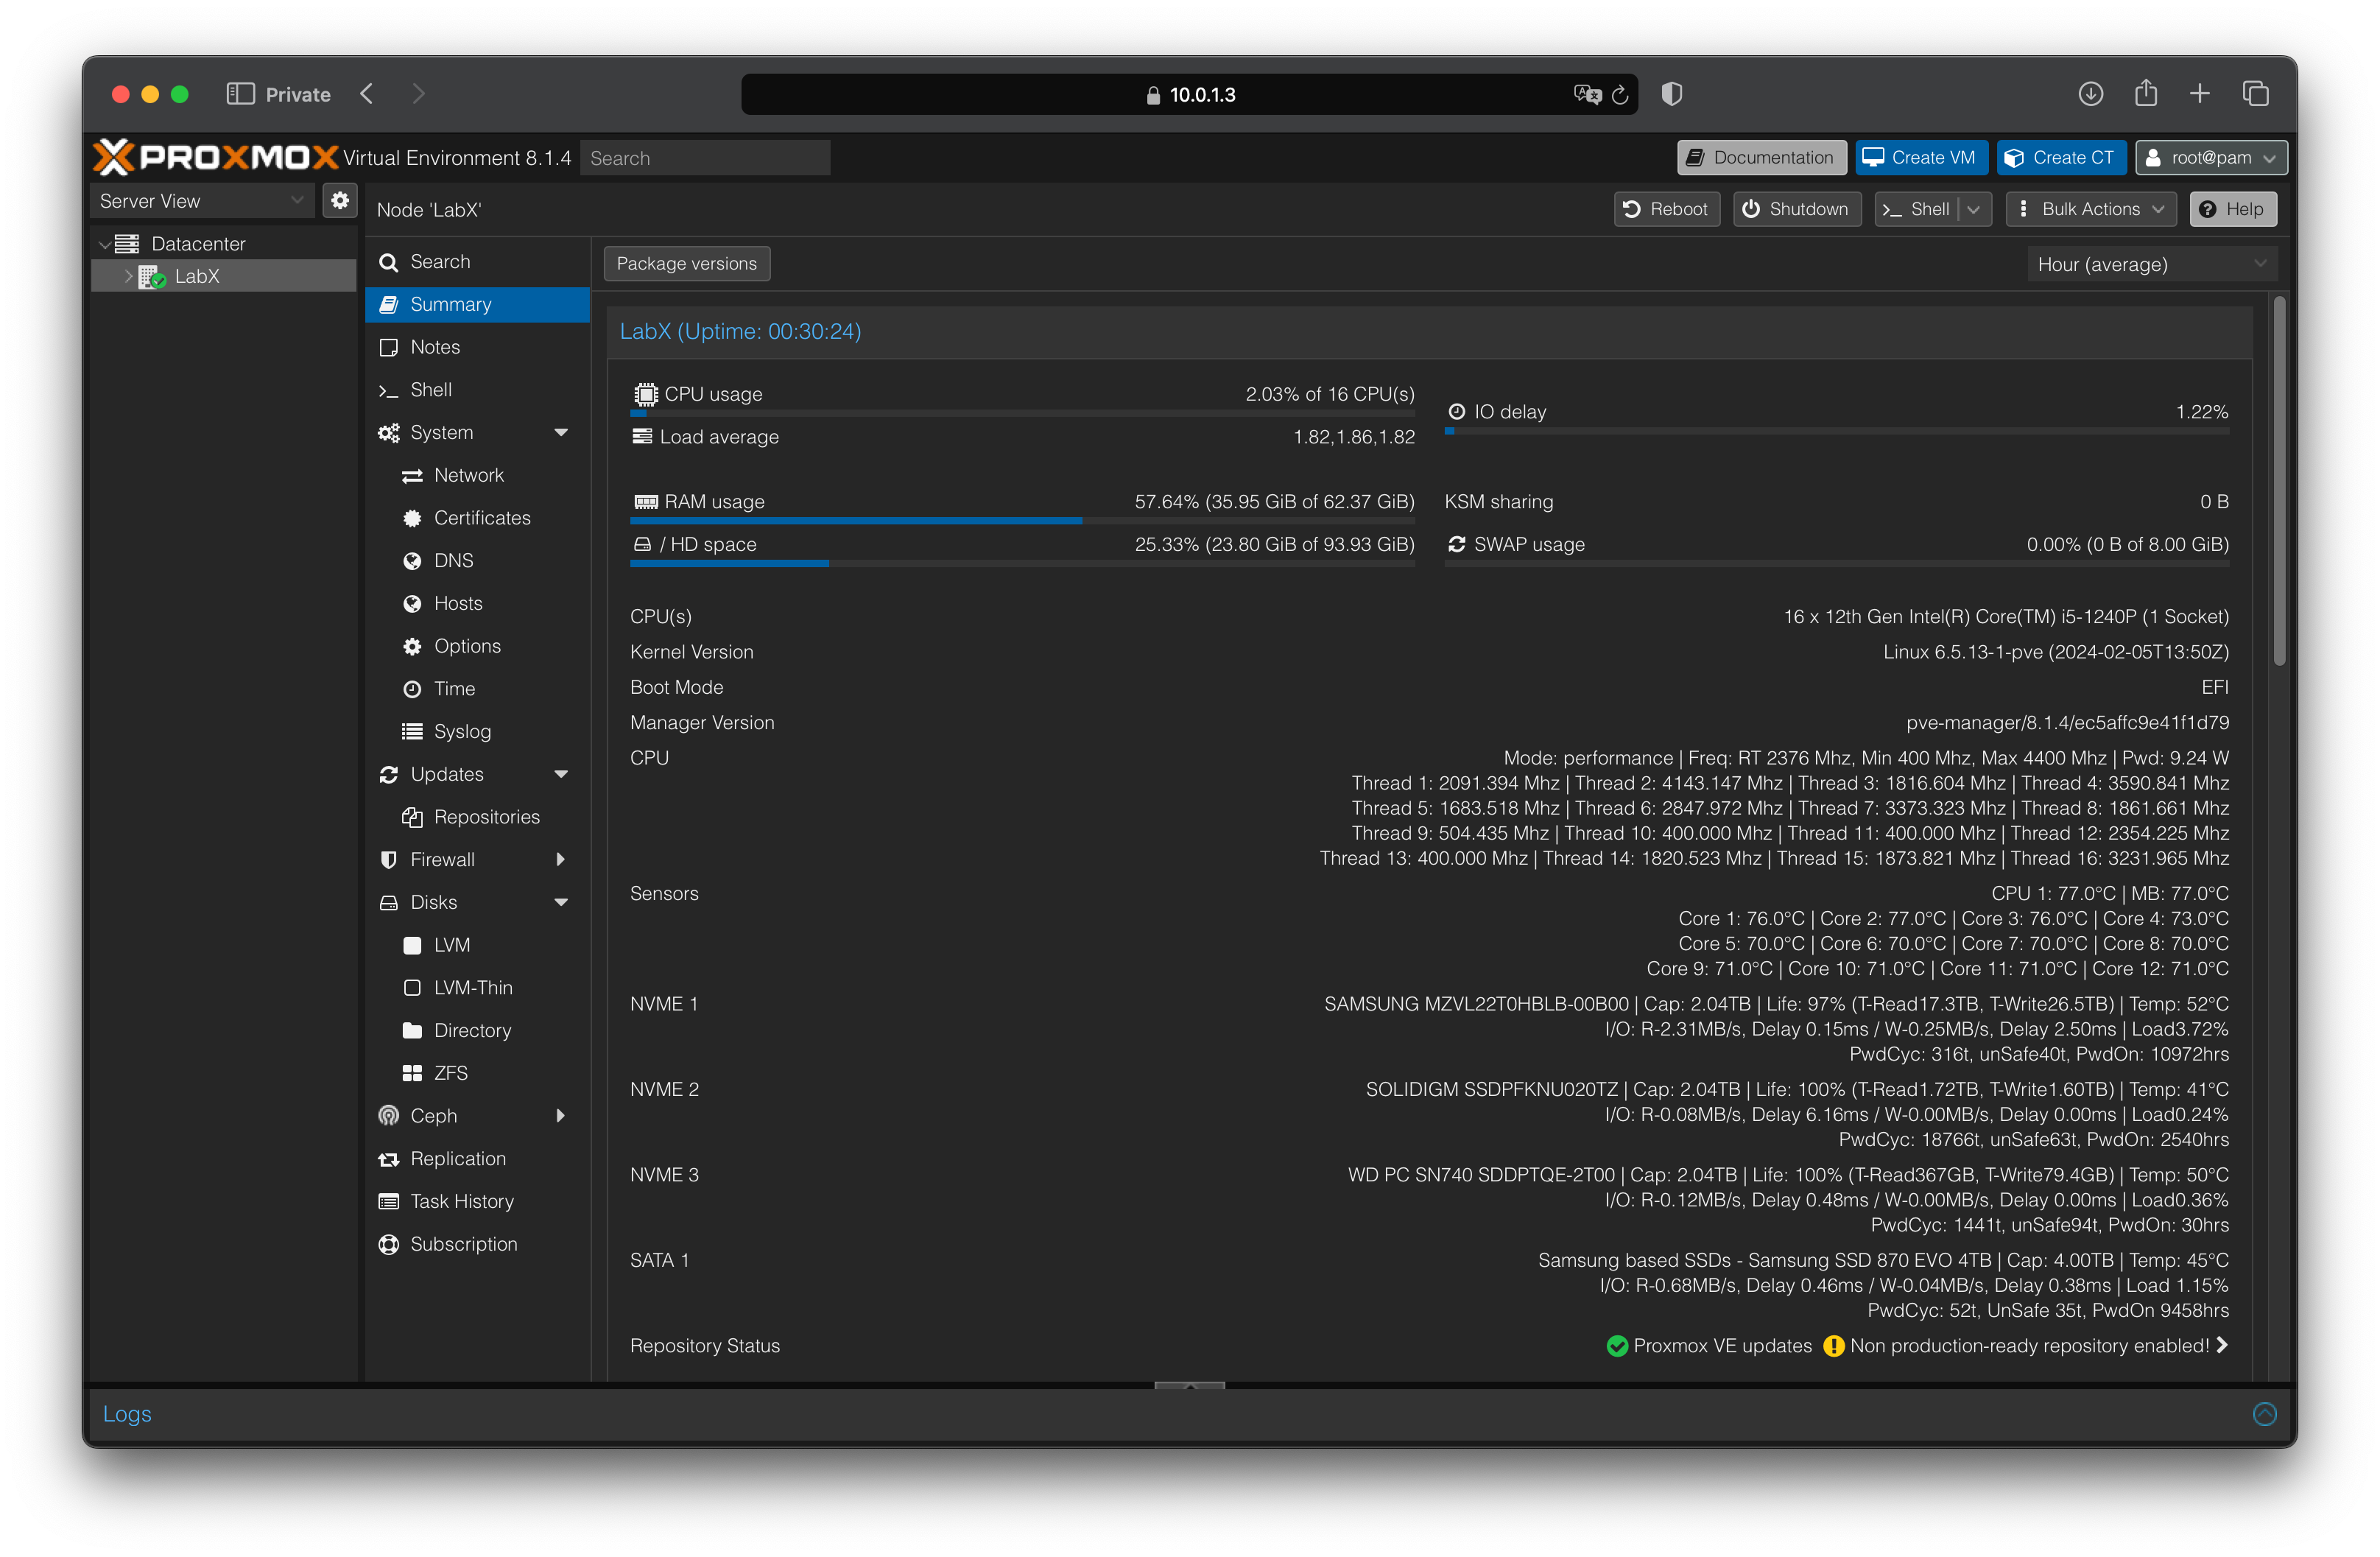 Private
10.0.1.3
PROXMOX Virtual Environment 8.1.4
Search
Documentation
Create VM
Create CT
root@pam
Server View
Node 'LabX'
Reboot
Shutdown
Shell
Bulk Actions
Help
Datacenter
LabX
Search
Summary
Notes
Shell
System
Network
Certificates
DNS
Hosts
Options
Time
Syslog
Updates
Repositories
Firewall
Disks
LVM
LVM-Thin
Directory
ZFS
Ceph
Replication
Task History
Subscription
Package versions
Hour (average)
LabX (Uptime: 00:30:24)
CPU usage 2.03% of 16 CPU(s)
IO delay 1.22%
Load average 1.82,1.86,1.82
RAM usage 57.64% (35.95 GiB of 62.37 GiB)
KSM sharing 0 B
/ HD space 25.33% (23.80 GiB of 93.93 GiB)
SWAP usage 0.00% (0 B of 8.00 GiB)
CPU(s) 16 x 12th Gen Intel(R) Core(TM) i5-1240P (1 Socket)
Kernel Version Linux 6.5.13-1-pve (2024-02-05T13:50Z)
Boot Mode EFI
Manager Version pve-manager/8.1.4/ec5affc9e41f1d79
CPU Mode: performance | Freq: RT 2376 Mhz, Min 400 Mhz, Max 4400 Mhz | Pwd: 9.24 W
Thread 1: 2091.394 Mhz | Thread 2: 4143.147 Mhz | Thread 3: 1816.604 Mhz | Thread 4: 3590.841 Mhz
Thread 5: 1683.518 Mhz | Thread 6: 2847.972 Mhz | Thread 7: 3373.323 Mhz | Thread 8: 1861.661 Mhz
Thread 9: 504.435 Mhz | Thread 10: 400.000 Mhz | Thread 11: 400.000 Mhz | Thread 12: 2354.225 Mhz
Thread 13: 400.000 Mhz | Thread 14: 1820.523 Mhz | Thread 15: 1873.821 Mhz | Thread 16: 3231.965 Mhz
Sensors CPU 1: 77.0°C | MB: 77.0°C
Core 1: 76.0°C | Core 2: 77.0°C | Core 3: 76.0°C | Core 4: 73.0°C
Core 5: 70.0°C | Core 6: 70.0°C | Core 7: 70.0°C | Core 8: 70.0°C
Core 9: 71.0°C | Core 10: 71.0°C | Core 11: 71.0°C | Core 12: 71.0°C
NVME 1 SAMSUNG MZVL22T0HBLB-00B00 | Cap: 2.04TB | Life: 97% (T-Read17.3TB, T-Write26.5TB) | Temp: 52°C
I/O: R-2.31MB/s, Delay 0.15ms / W-0.25MB/s, Delay 2.50ms | Load3.72%
PwdCyc: 316t, unSafe40t, PwdOn: 10972hrs
NVME 2 SOLIDIGM SSDPFKNU020TZ | Cap: 2.04TB | Life: 100% (T-Read1.72TB, T-Write1.60TB) | Temp: 41°C
I/O: R-0.08MB/s, Delay 6.16ms / W-0.00MB/s, Delay 0.00ms | Load0.24%
PwdCyc: 18766t, unSafe63t, PwdOn: 2540hrs
NVME 3 WD PC SN740 SDDPTQE-2T00 | Cap: 2.04TB | Life: 100% (T-Read367GB, T-Write79.4GB) | Temp: 50°C
I/O: R-0.12MB/s, Delay 0.48ms / W-0.00MB/s, Delay 0.00ms | Load0.36%
PwdCyc: 1441t, unSafe94t, PwdOn: 30hrs
SATA 1 Samsung based SSDs - Samsung SSD 870 EVO 4TB | Cap: 4.00TB | Temp: 45°C
I/O: R-0.68MB/s, Delay 0.46ms / W-0.04MB/s, Delay 0.38ms | Load 1.15%
PwdCyc: 52t, UnSafe 35t, PwdOn 9458hrs
Repository Status Proxmox VE updates Non production-ready repository enabled!
Logs